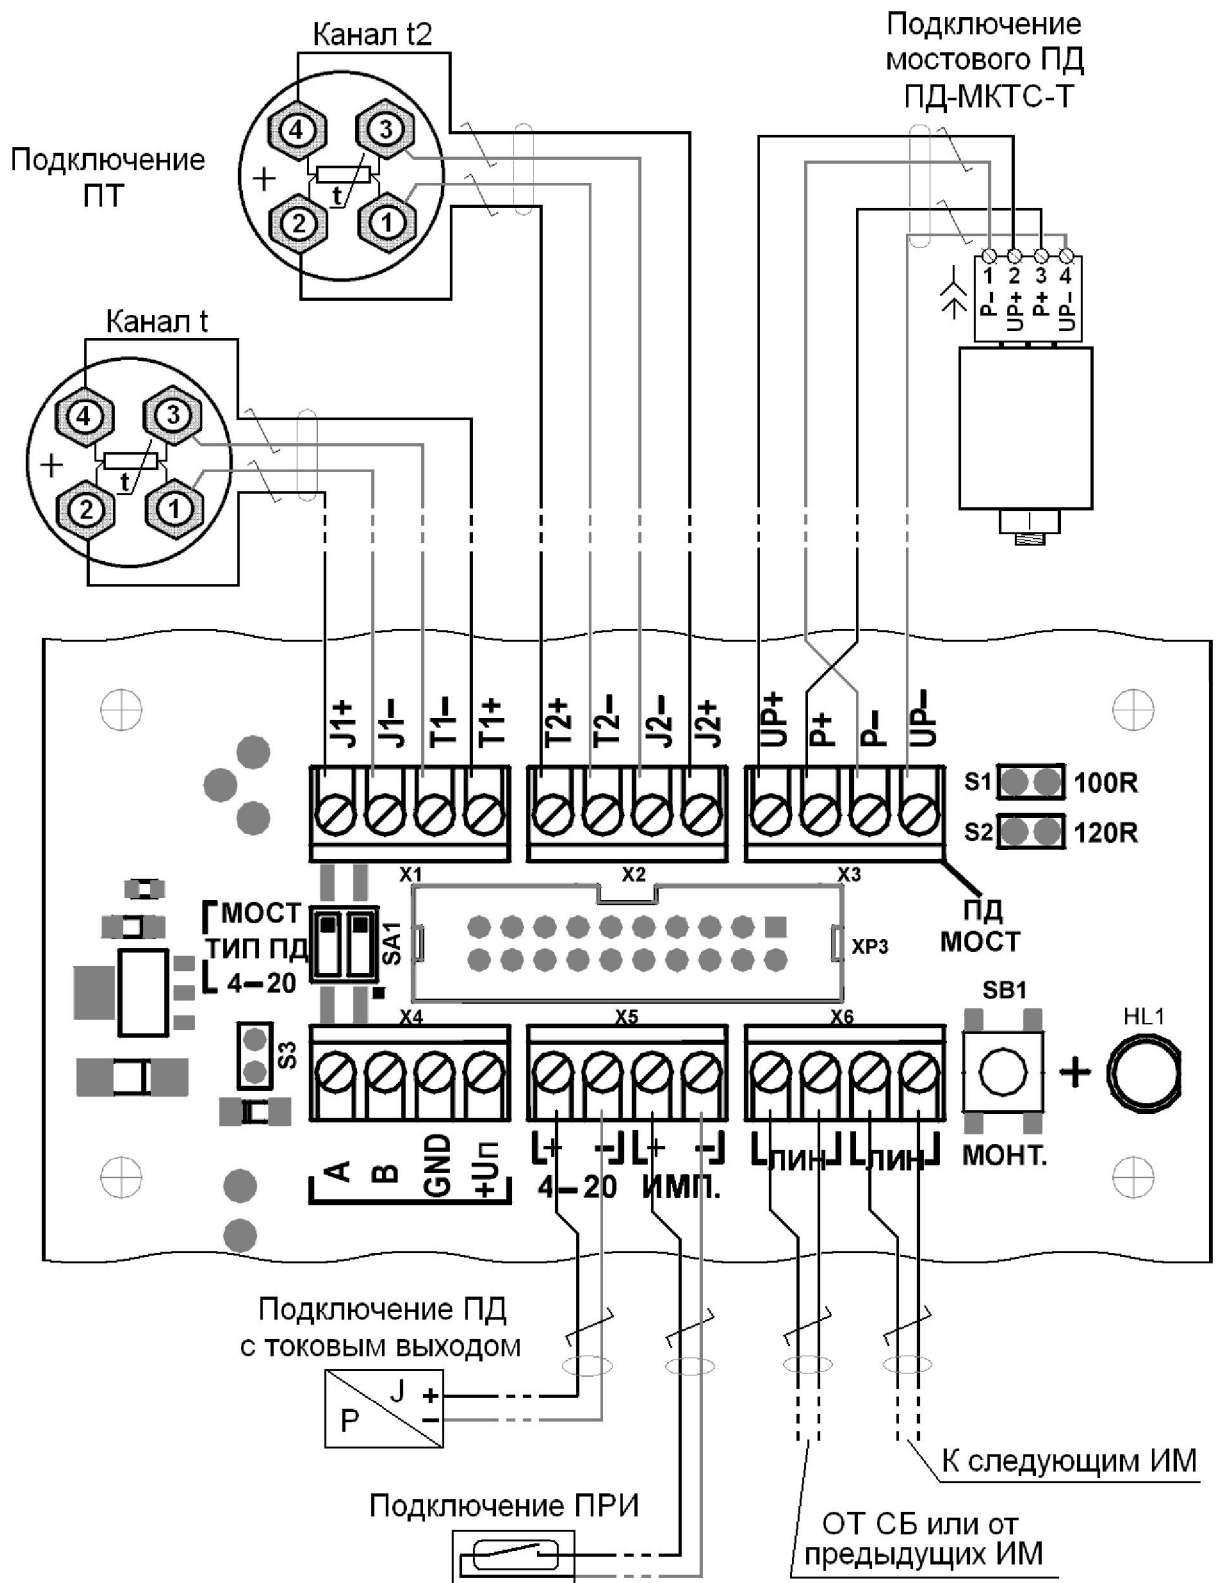 Канал t2
Подключение
мостового ПД
ПД-МКТС-Т
Подключение
ПТ
4
3
+
t
2
1
1
2
3
4
P–
UP+
P+
UP–
Канал t
4
3
+
t
2
1
J1+
J1–
T1–
T1+
T2+
T2–
J2–
J2+
UP+
P+
P–
UP–
S1
100R
S2
120R
X1
X2
X3
ПД
МОСТ
МОСТ
ТИП ПД
4–20
SA1
XP3
SB1
HL1
X4
X5
X6
S3
+
МОНТ.
A
B
GND
+Uп
+ –
+ –
4–20
ИМП.
ЛИН
ЛИН
Подключение ПД
с токовым выходом
J +
P –
К следующим ИМ
Подключение ПРИ
ОТ СБ или от
предыдущих ИМ